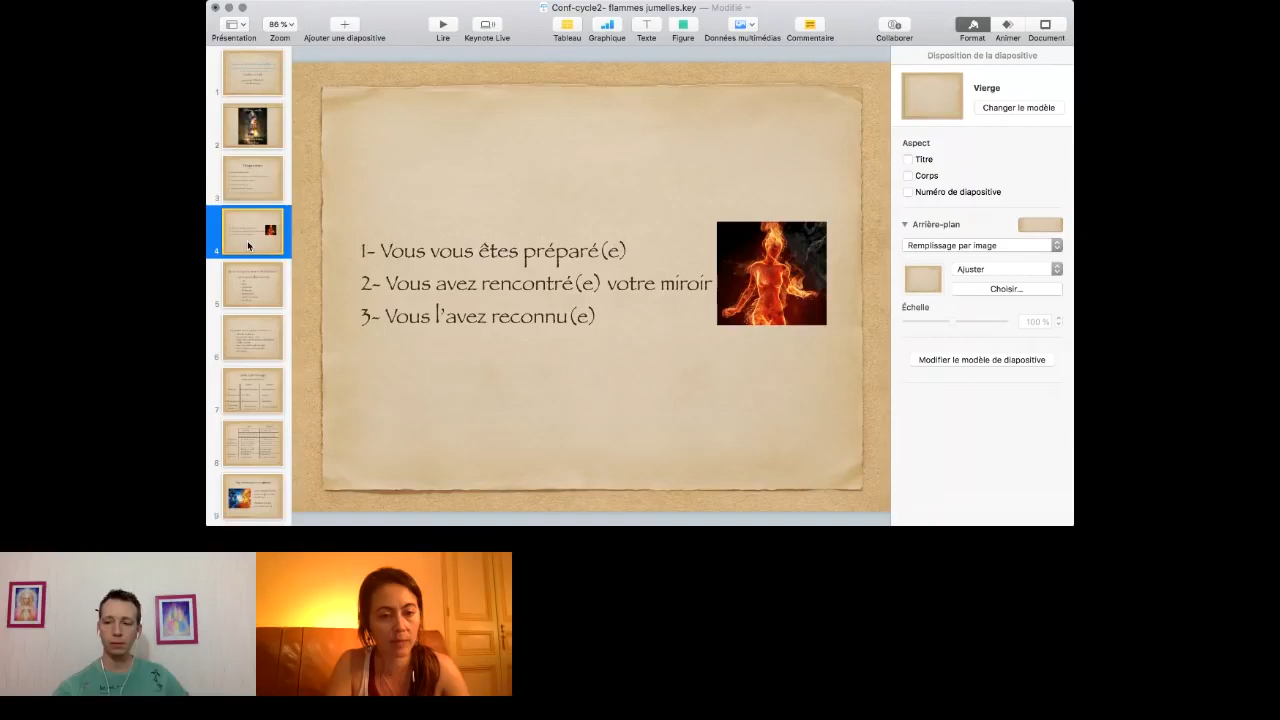 Conf-cycle2- flammes jumelles.key — Modifié
86 %
Présentation
Zoom
Ajouter une diapositive
Lire
Keynote Live
Tableau
Graphique
Texte
Figure
Données multimédias
Commentaire
Collaborer
Format
Animer
Document
1
2
3
4
5
6
7
8
9
1- Vous vous êtes préparé(e)
2- Vous avez rencontré(e) votre miroir
3- Vous l’avez reconnu(e)
Disposition de la diapositive
Vierge
Changer le modèle
Aspect
Titre
Corps
Numéro de diapositive
Arrière-plan
Remplissage par image
Ajuster
Choisir...
Échelle
100 %
Modifier le modèle de diapositive